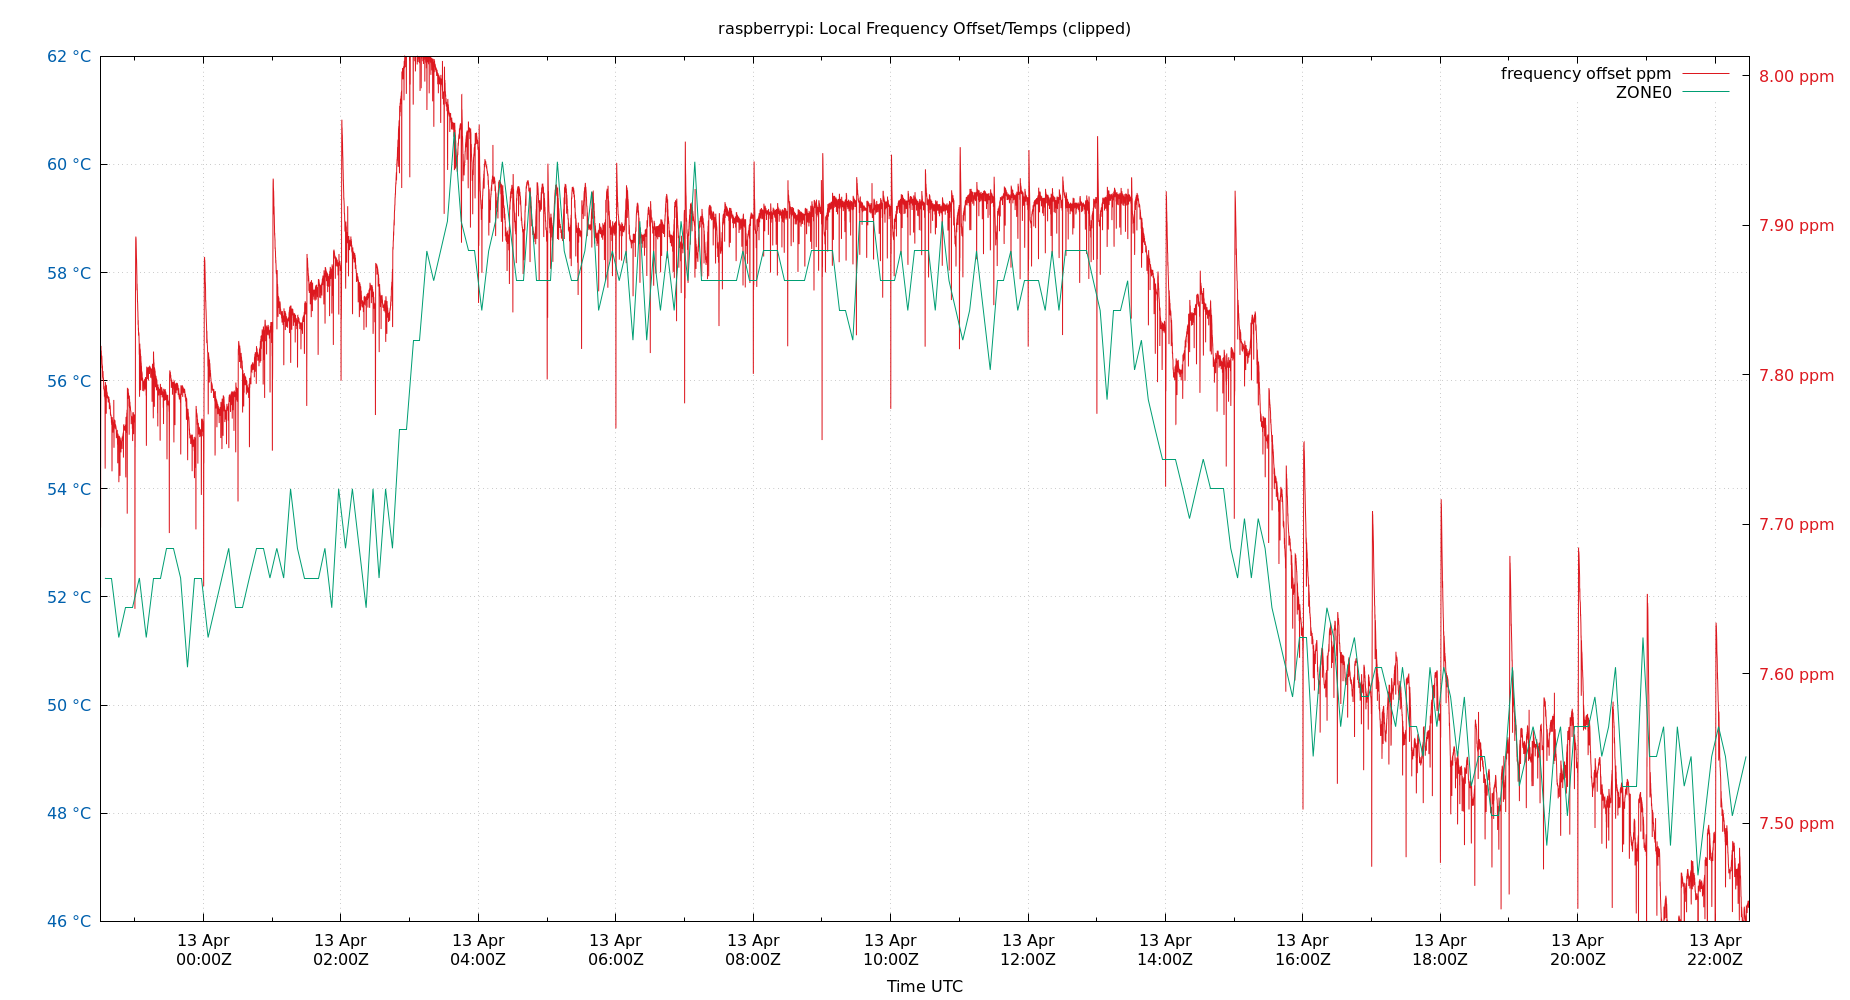 raspberrypi: Local Frequency Offset/Temps (clipped)
62 °C
60 °C
58 °C
56 °C
54 °C
52 °C
50 °C
48 °C
46 °C
frequency offset ppm
ZONE0
8.00 ppm
7.90 ppm
7.80 ppm
7.70 ppm
7.60 ppm
7.50 ppm
13 Apr
00:00Z
13 Apr
02:00Z
13 Apr
04:00Z
13 Apr
06:00Z
13 Apr
08:00Z
13 Apr
10:00Z
13 Apr
12:00Z
13 Apr
14:00Z
13 Apr
16:00Z
13 Apr
18:00Z
13 Apr
20:00Z
13 Apr
22:00Z
Time UTC